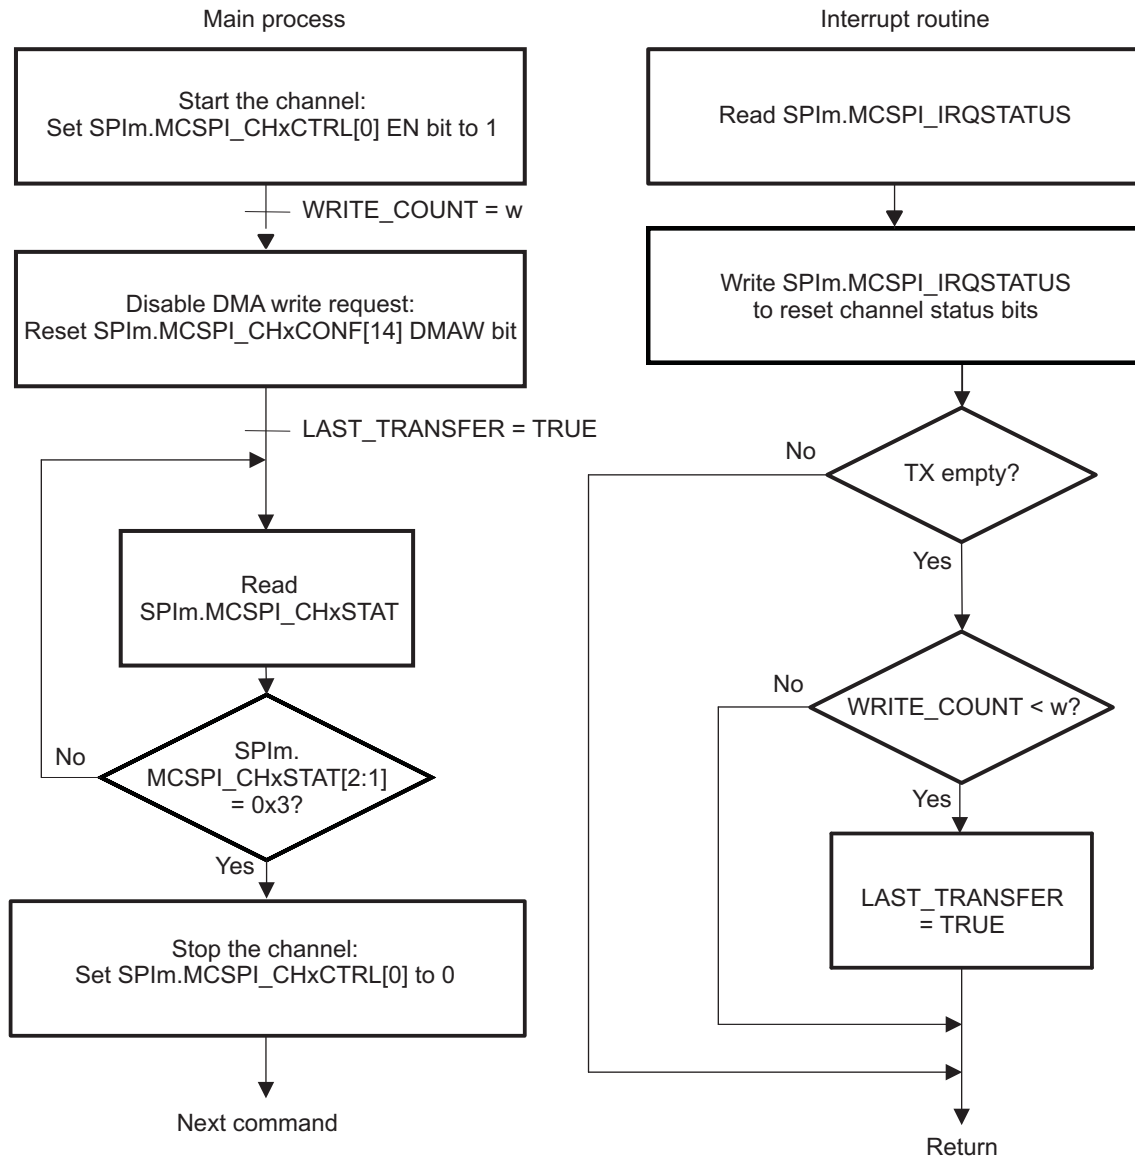 Main process
Start the channel:
Set SPIm.MCSPI_CHxCTRL[0] EN bit to 1
WRITE_COUNT = w
Disable DMA write request:
Reset SPIm.MCSPI_CHxCONF[14] DMAW bit
LAST_TRANSFER = TRUE
Read
SPIm.MCSPI_CHxSTAT
No
SPIm.
MCSPI_CHxSTAT[2:1]
= 0x3?
Yes
Stop the channel:
Set SPIm.MCSPI_CHxCTRL[0] to 0
Next command
Interrupt routine
Read SPIm.MCSPI_IRQSTATUS
Write SPIm.MCSPI_IRQSTATUS
to reset channel status bits
No
TX empty?
Yes
No
WRITE_COUNT < w?
Yes
LAST_TRANSFER
= TRUE
Return